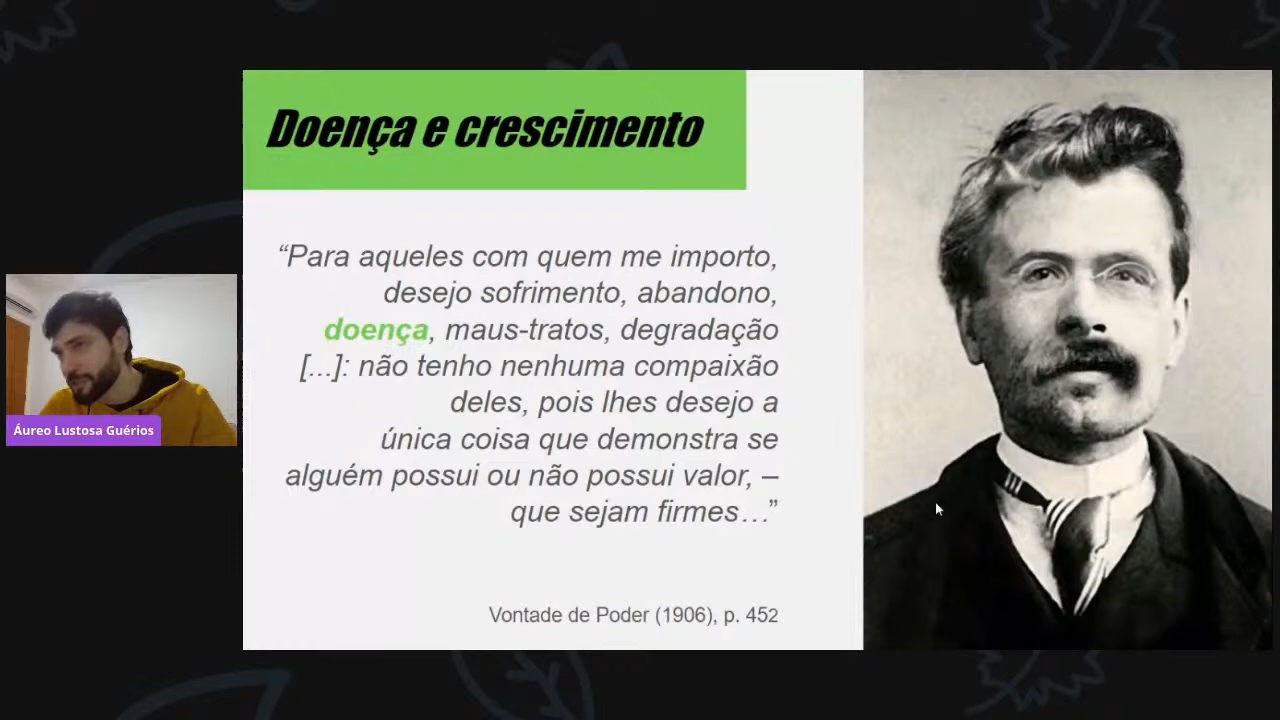 Doença e crescimento
“Para aqueles com quem me importo,
desejo sofrimento, abandono,
doença, maus-tratos, degradação
[...]: não tenho nenhuma compaixão
deles, pois lhes desejo a
única coisa que demonstra se
alguém possui ou não possui valor, –
que sejam firmes…”
Vontade de Poder (1906), p. 452
Áureo Lustosa Guérios